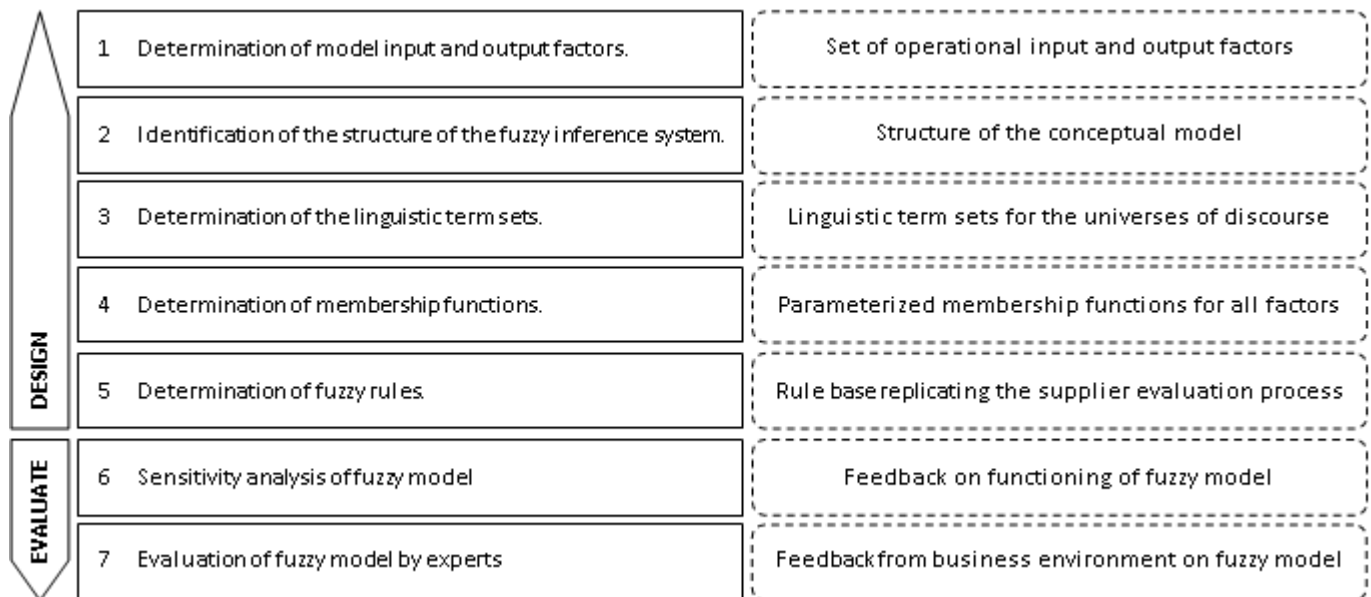 1 Determination of model input and output factors.
Set of operational input and output factors
2 Identification of the structure of the fuzzy inference system.
Structure of the conceptual model
3 Determination of the linguistic term sets.
Linguistic term sets for the universes of discourse
4 Determination of membership functions.
Parameterized membership functions for all factors
5 Determination of fuzzy rules.
Rule base replicating the supplier evaluation process
DESIGN
6 Sensitivity analysis of fuzzy model
Feedback on functioning of fuzzy model
7 Evaluation of fuzzy model by experts
Feedback from business environment on fuzzy model
EVALUATE